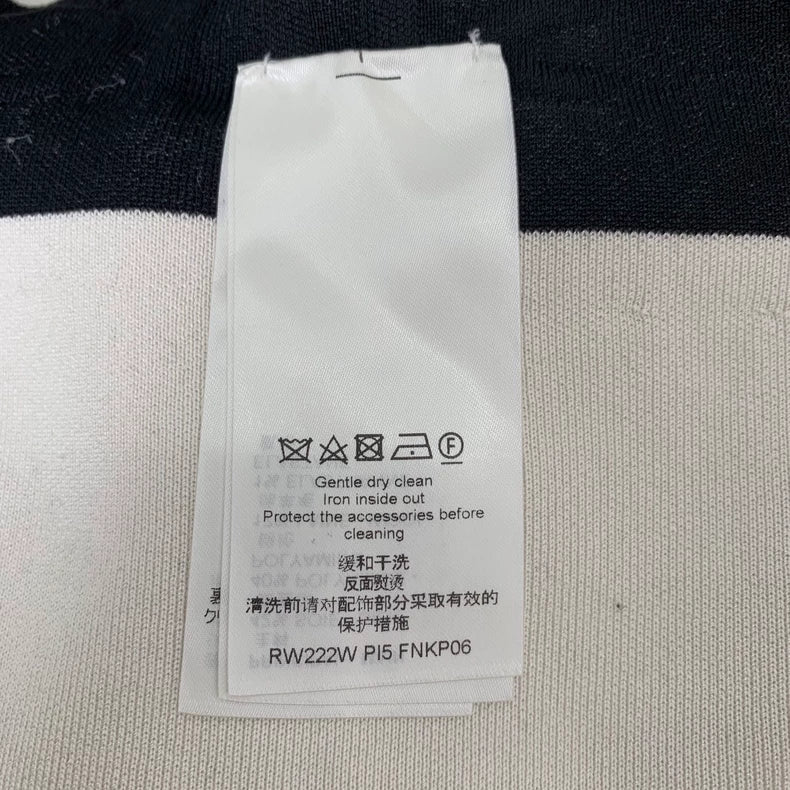 F
Gentle dry clean
Iron inside out
Protect the accessories before
cleaning
缓和干洗
反面熨烫
清洗前请对配饰部分采取有效的
保护措施
RW222W PI5 FNKP06